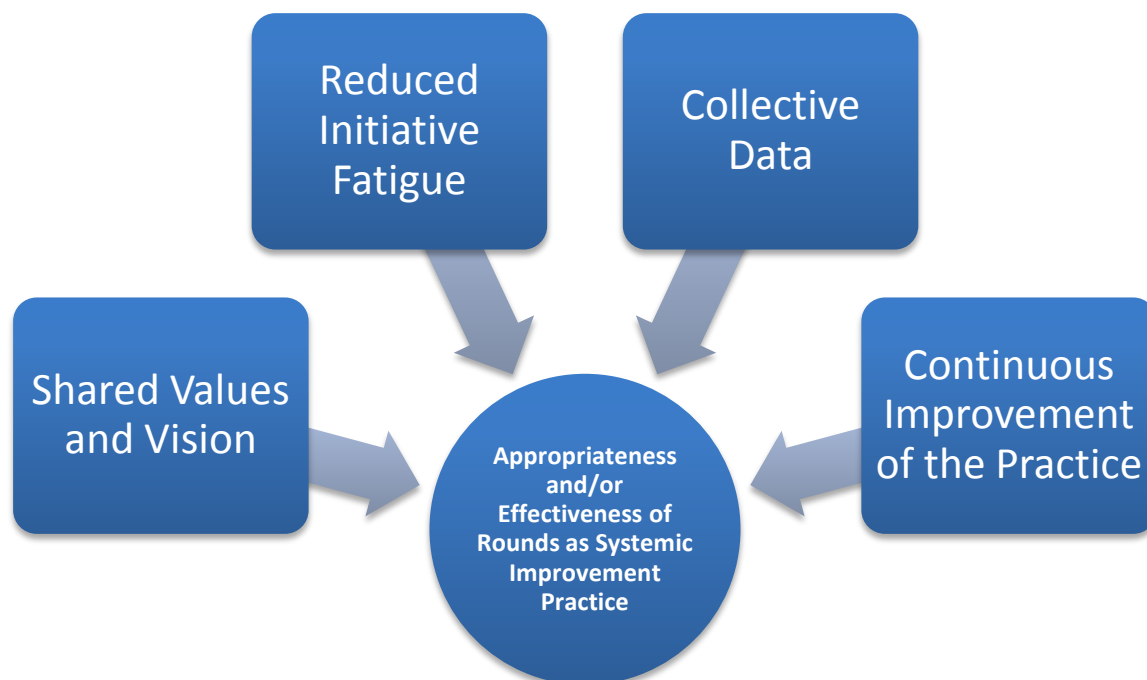 Reduced
Initiative
Fatigue
Collective
Data
Shared Values
and Vision
Continuous
Improvement
of the Practice
Appropriateness
and/or
Effectiveness of
Rounds as Systemic
Improvement
Practice